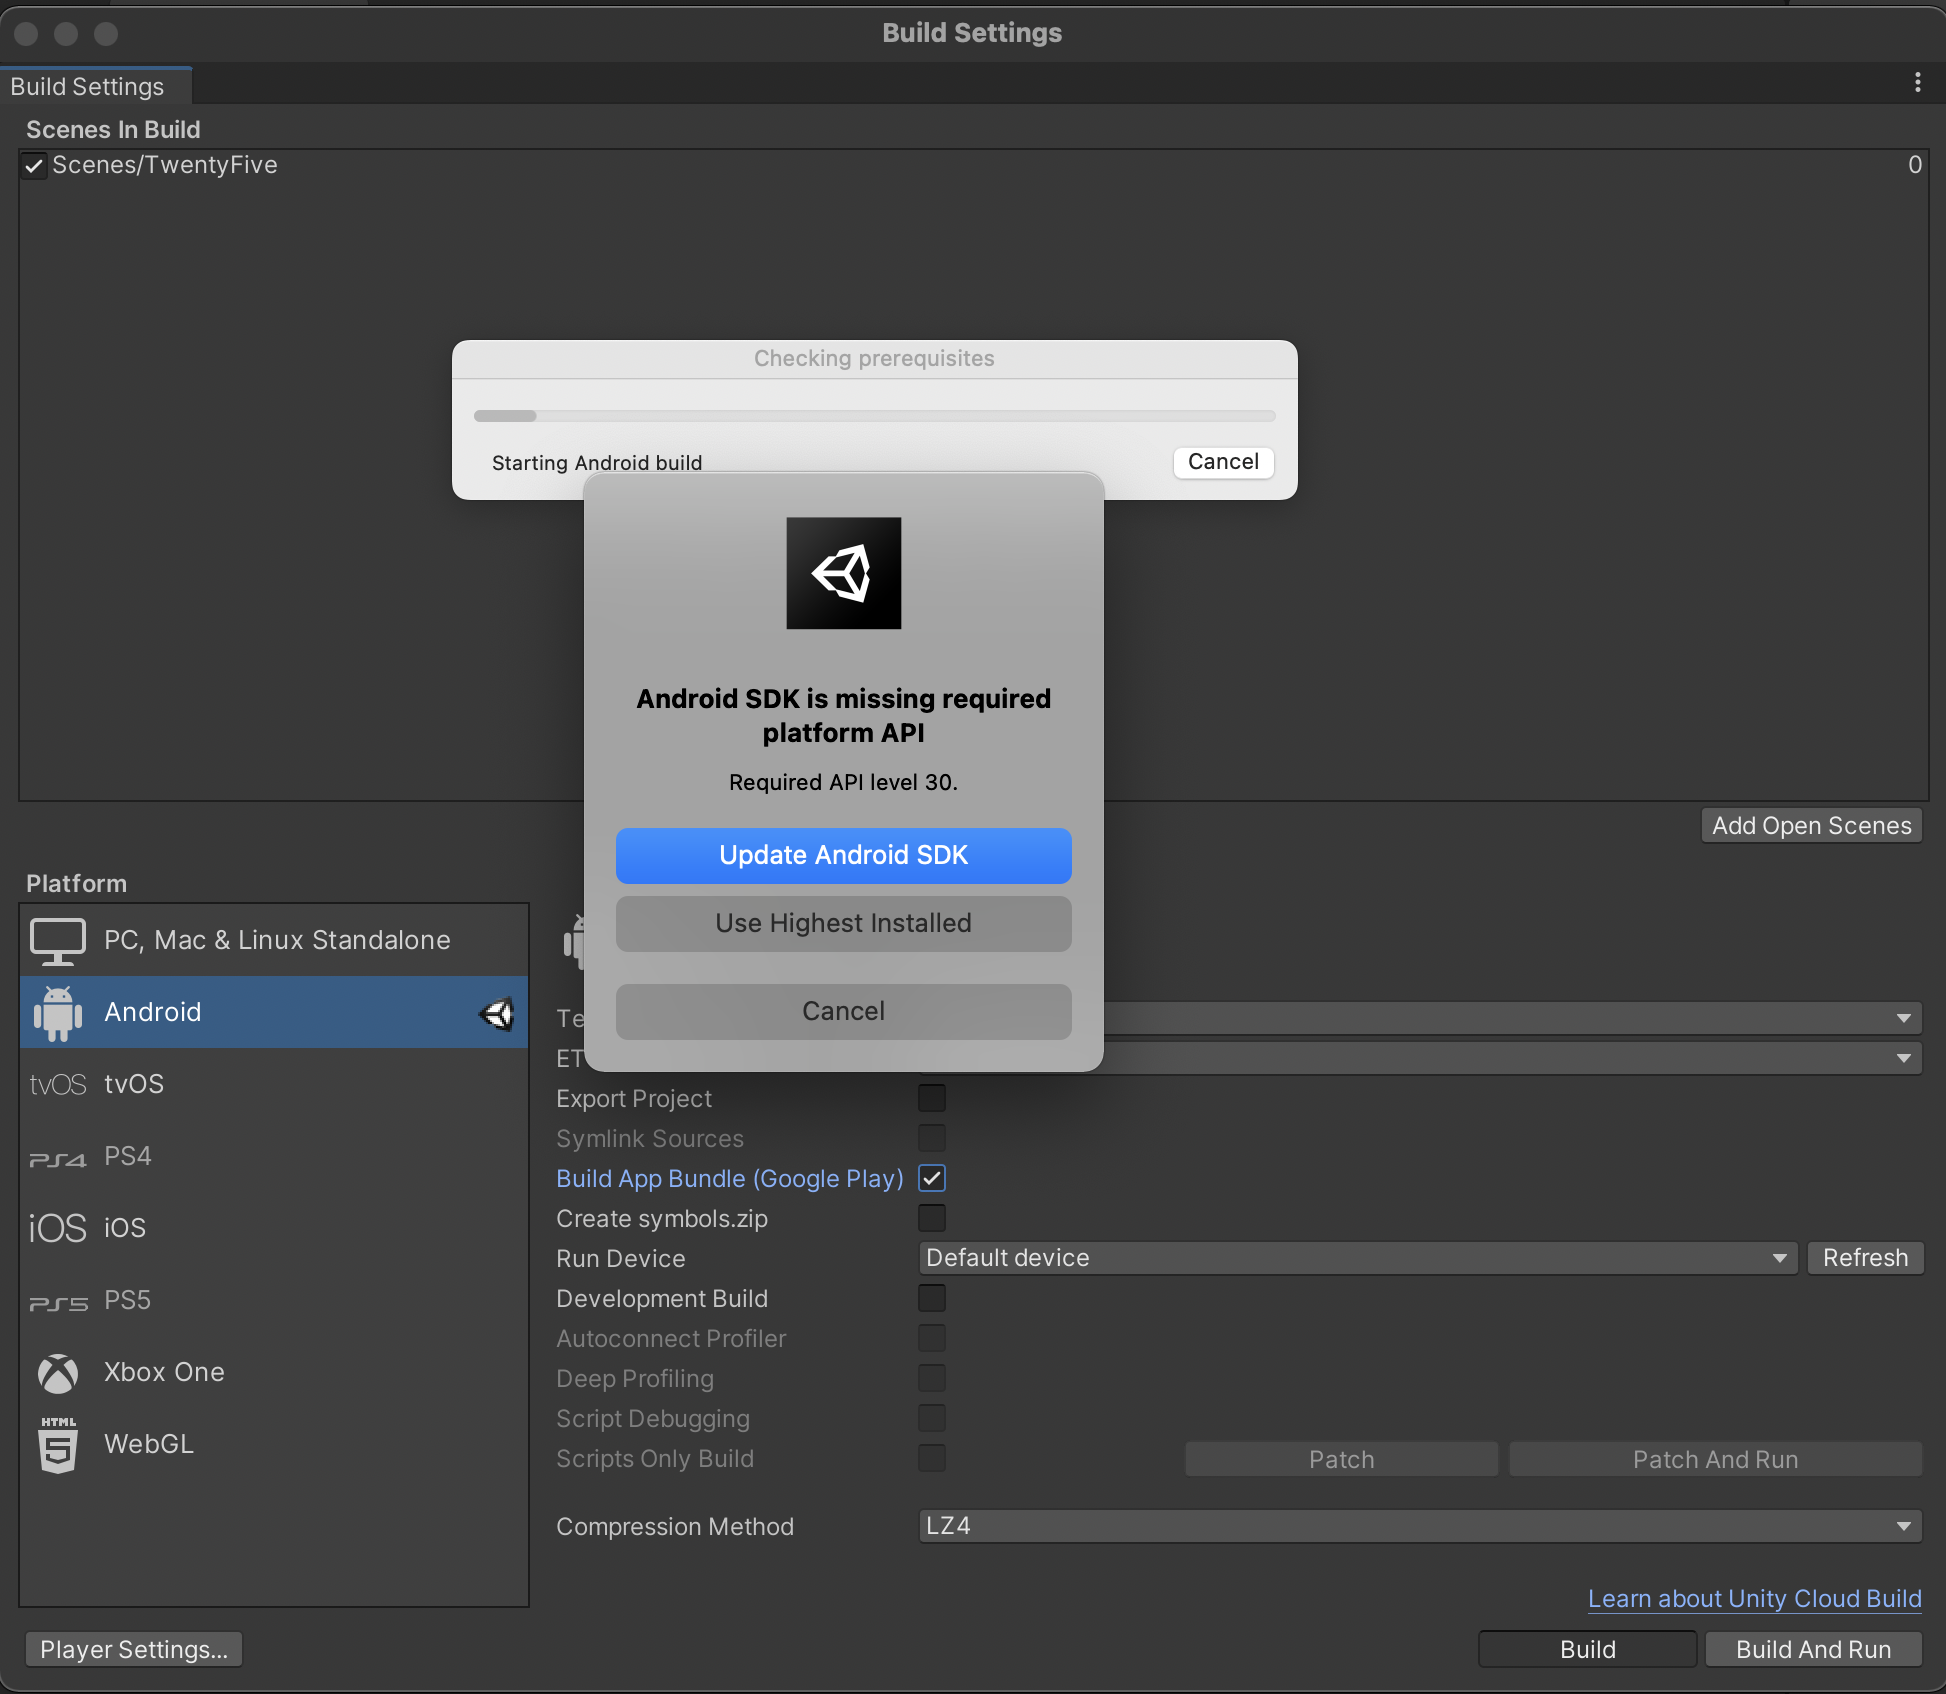 Build Settings
Build Settings
Scenes In Build
Scenes/TwentyFive 0
Checking prerequisites
Starting Android build Cancel
Android SDK is missing required
platform API
Required API level 30.
Update Android SDK
Use Highest Installed
Cancel
Add Open Scenes
Platform
PC, Mac & Linux Standalone
Android
tvOS tvOS
PS4 PS4
iOS iOS
PS5 PS5
Xbox One
HTML 5 WebGL
Export Project
Symlink Sources
Build App Bundle (Google Play)
Create symbols.zip
Run Device Default device Refresh
Development Build
Autoconnect Profiler
Deep Profiling
Script Debugging
Scripts Only Build Patch Patch And Run
Compression Method LZ4
Learn about Unity Cloud Build
Player Settings... Build Build And Run